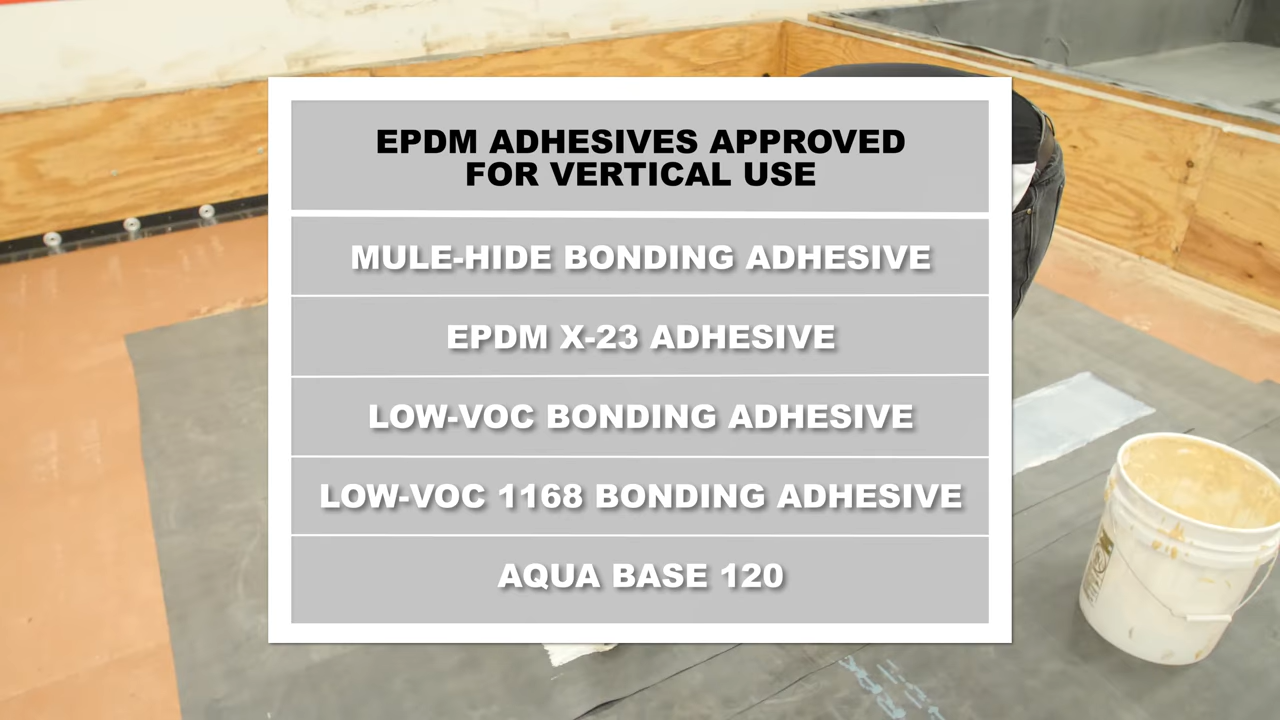 EPDM ADHESIVES APPROVED
FOR VERTICAL USE
MULE-HIDE BONDING ADHESIVE
EPDM X-23 ADHESIVE
LOW-VOC BONDING ADHESIVE
LOW-VOC 1168 BONDING ADHESIVE
AQUA BASE 120